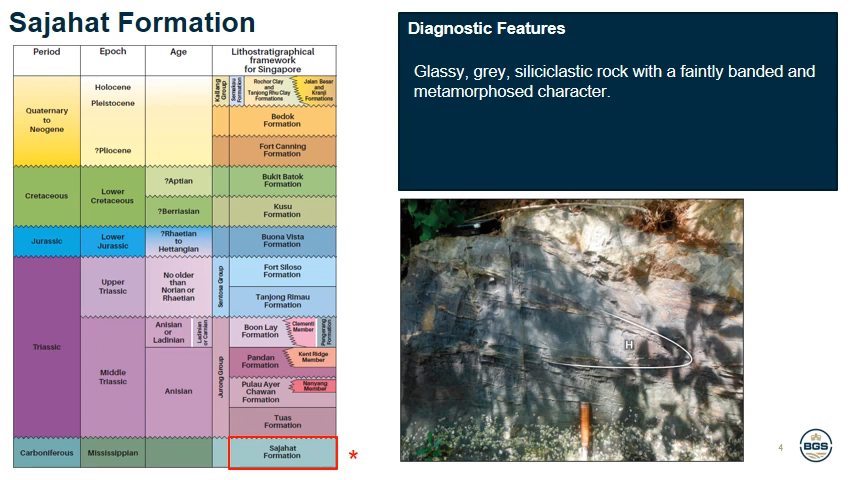 Sajahat Formation
Period
Epoch
Age
Lithostratigraphical
framework
for Singapore
Quaternary
to
Neogene
Holocene
Pleistocene
?Pliocene
Kallang
Group
Semakau
Formation
Rochor Clay
and
Tanjong Rhu Clay
Formations
Jalan Besar
and
Kranji
Formations
Bedok
Formation
Fort Canning
Formation
Cretaceous
Lower
Cretaceous
?Aptian
Bukit Batok
Formation
?Berriasian
Kusu
Formation
Jurassic
Lower
Jurassic
?Rhaetian
to
Hettangian
Buona Vista
Formation
Triassic
Upper
Triassic
No older
than
Norian or
Rhaetian
Sentosa Group
Fort Siloso
Formation
Tanjong Rimau
Formation
Middle
Triassic
Anisian
or
Ladinian
Ladinian
or Carnian
Jurong Group
Boon Lay
Formation
Clementi
Member
Pengerang
Formation
Pandan
Formation
Kent Ridge
Member
Anisian
Pulau Ayer
Chawan
Formation
Nanyang
Member
Tuas
Formation
Carboniferous
Mississippian
Sajahat
Formation
*
Diagnostic Features
Glassy, grey, siliciclastic rock with a faintly banded and
metamorphosed character.
H
4
BGS